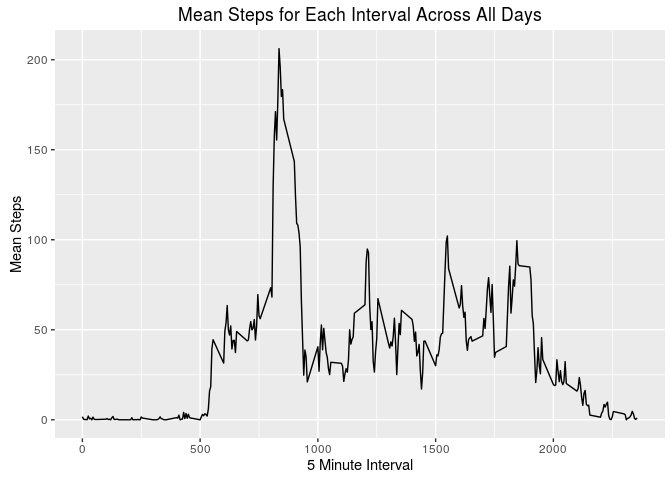 Mean Steps for Each Interval Across All Days
200
150
100
50
0
Mean Steps
0 500 1000 1500 2000
5 Minute Interval